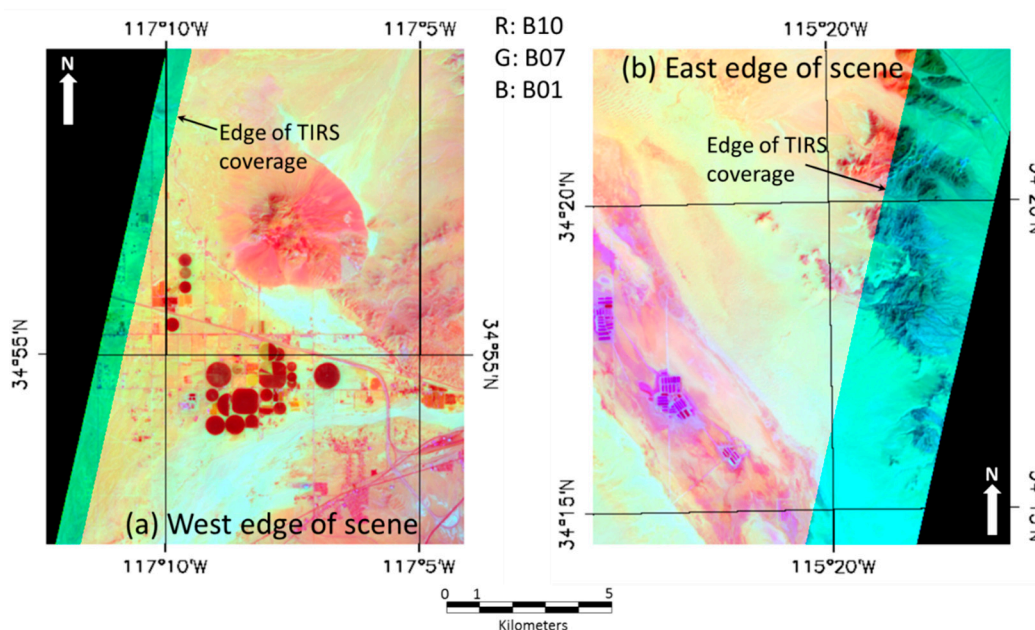 117°10'W
117°5'W
R: B10
G: B07
B: B01
115°20'W
N
Edge of TIRS
coverage
(b) East edge of scene
Edge of TIRS
coverage
34°20'N
34°55'N
34°55'N
(a) West edge of scene
34°15'N
N
117°10'W
117°5'W
115°20'W
0 1 5
Kilometers